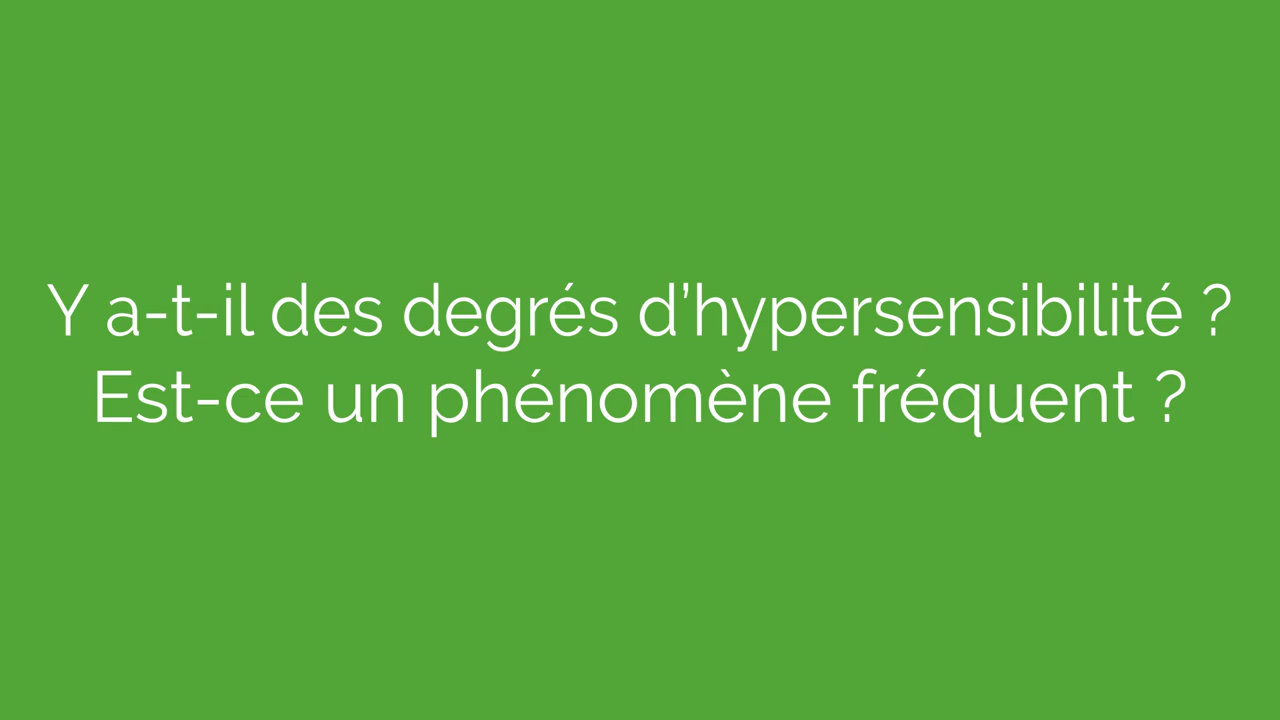 Y a-t-il des degrés d’hypersensibilité ?
Est-ce un phénomène fréquent ?